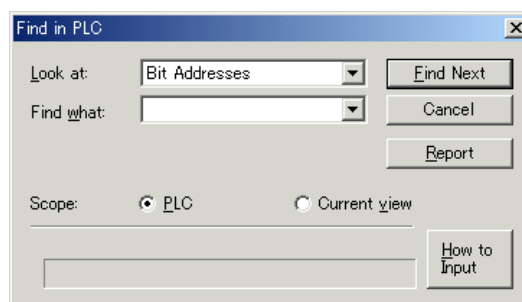 Find in PLC
Look at: Bit Addresses Find Next
Find what: Cancel
Report
Scope: PLC Current view
How to
Input